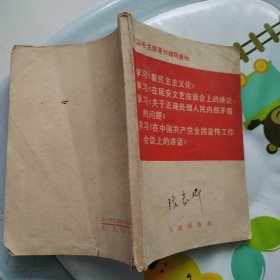 学习毛主席著作辅导读物
学习《新民主主义论》
学习《在延安文艺座谈会上的讲话》
学习《关于正确处理人民内部矛盾
的问题》
学习《在中国共产党全国宣传工作
会议上的讲话》
人民出版社